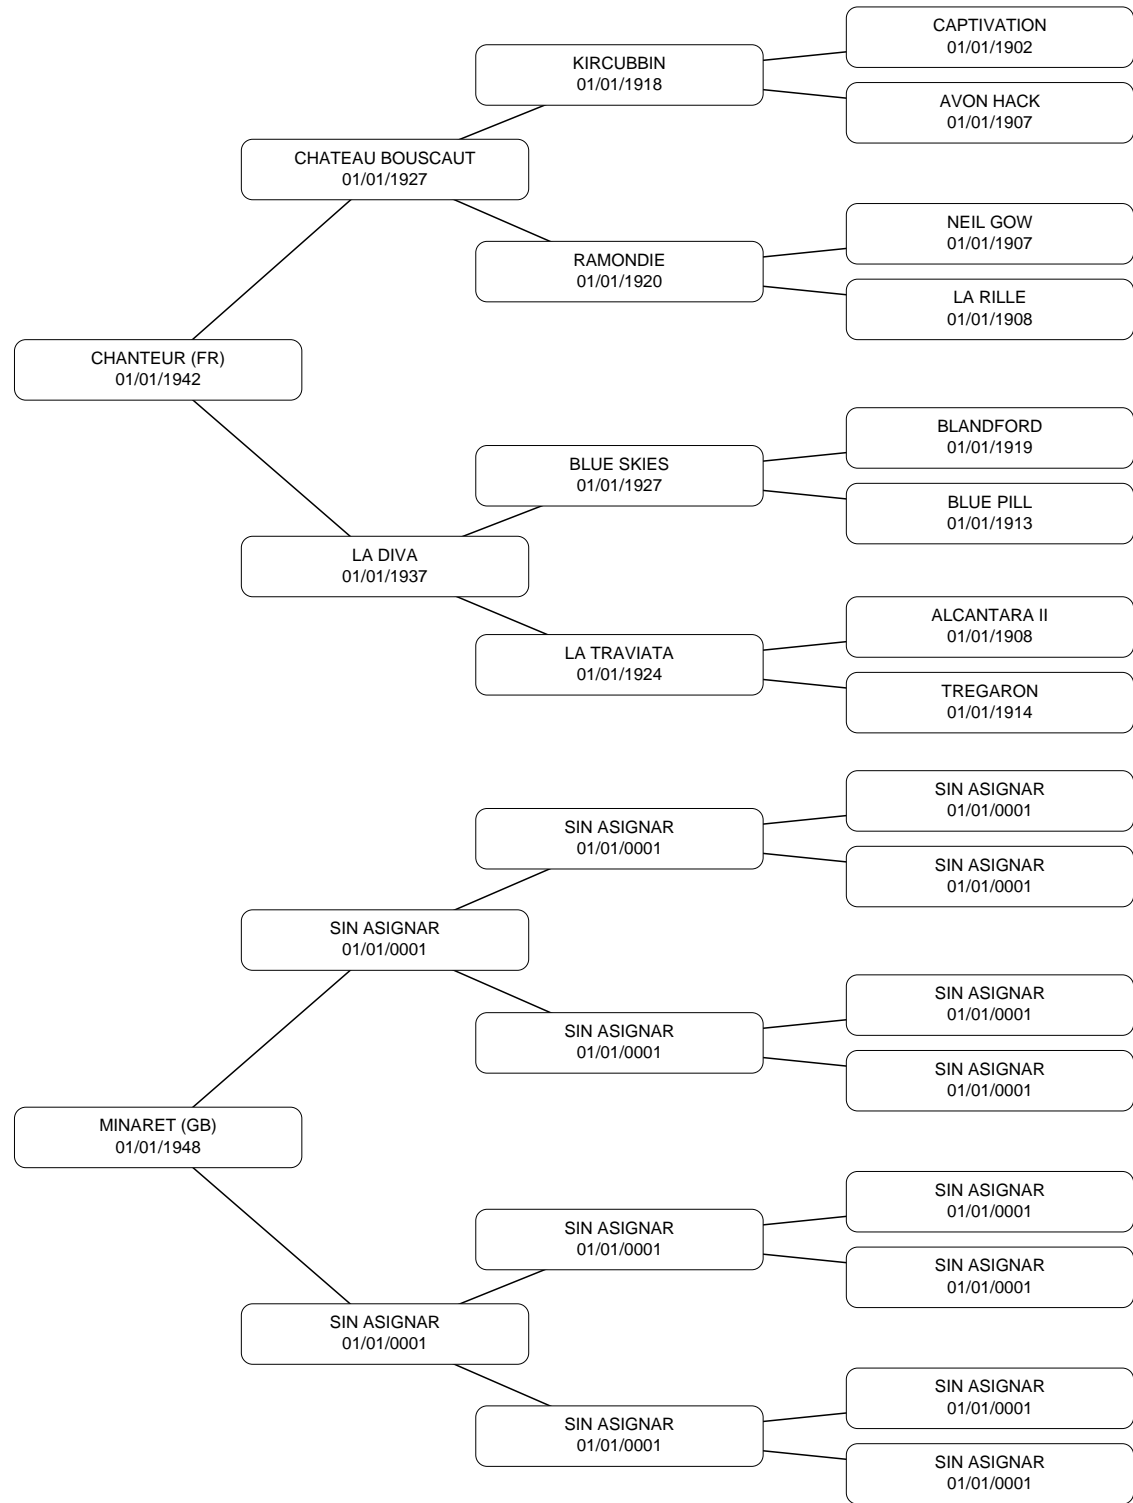 CAPTIVATION
01/01/1902
KIRCUBBIN
01/01/1918
AVON HACK
01/01/1907
CHATEAU BOUSCAUT
01/01/1927
NEIL GOW
01/01/1907
RAMONDIE
01/01/1920
LA RILLE
01/01/1908
CHANTEUR (FR)
01/01/1942
BLANDFORD
01/01/1919
BLUE SKIES
01/01/1927
BLUE PILL
01/01/1913
LA DIVA
01/01/1937
ALCANTARA II
01/01/1908
LA TRAVIATA
01/01/1924
TREGARON
01/01/1914
SIN ASIGNAR
01/01/0001
SIN ASIGNAR
01/01/0001
SIN ASIGNAR
01/01/0001
SIN ASIGNAR
01/01/0001
SIN ASIGNAR
01/01/0001
SIN ASIGNAR
01/01/0001
SIN ASIGNAR
01/01/0001
MINARET (GB)
01/01/1948
SIN ASIGNAR
01/01/0001
SIN ASIGNAR
01/01/0001
SIN ASIGNAR
01/01/0001
SIN ASIGNAR
01/01/0001
SIN ASIGNAR
01/01/0001
SIN ASIGNAR
01/01/0001
SIN ASIGNAR
01/01/0001